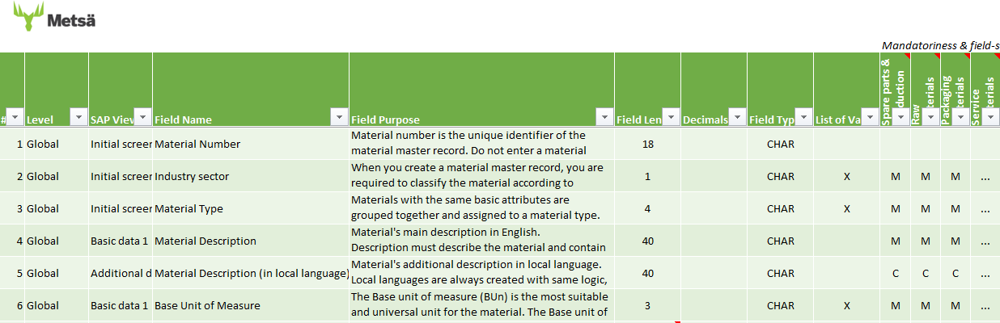 Metsä
Mandatoriness & field-s
# Level SAP View Field Name Field Purpose Field Len Decimals Field Typ List of Va Spare parts & duction Raw terials Packaging terials Service terials
1 Global Initial screen Material Number Material number is the unique identifier of the 18 CHAR
material master record. Do not enter a material
2 Global Initial screen Industry sector When you create a material master record, you are 1 CHAR X M M M ...
required to classify the material according to
3 Global Initial screen Material Type Materials with the same basic attributes are 4 CHAR X M M M ...
grouped together and assigned to a material type.
4 Global Basic data 1 Material Description Material's main description in English. 40 CHAR M M M ...
Description must describe the material and contain
5 Global Additional d Material Description (in local language) Material's additional description in local language. 40 CHAR C C C ...
Local languages are always created with same logic,
6 Global Basic data 1 Base Unit of Measure The Base unit of measure (BUn) is the most suitable 3 CHAR X M M M ...
and universal unit for the material. The Base unit of